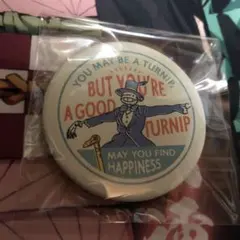 YOU MAY BE A TURNIP,
BUT YOU'RE
A GOOD
TURNIP
MAY YOU FIND
HAPPINESS